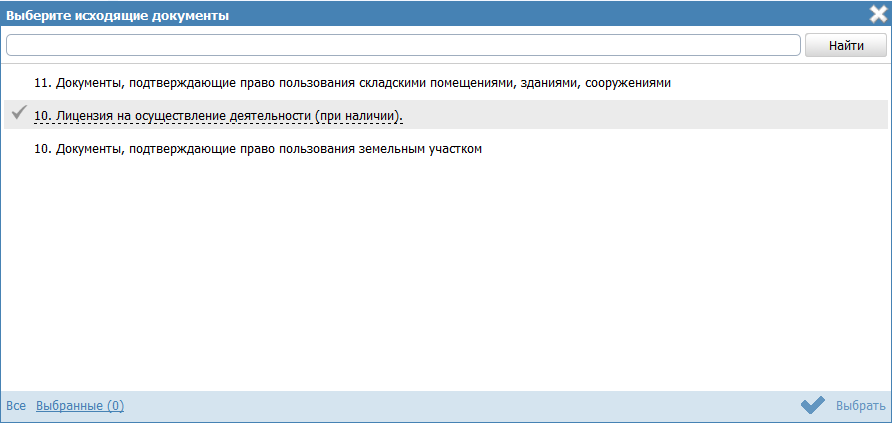 Выберите исходящие документы
Найти
11. Документы, подтверждающие право пользования складскими помещениями, зданиями, сооружениями
10. Лицензия на осуществление деятельности (при наличии).
10. Документы, подтверждающие право пользования земельным участком
Все Выбранные (0) Выбрать